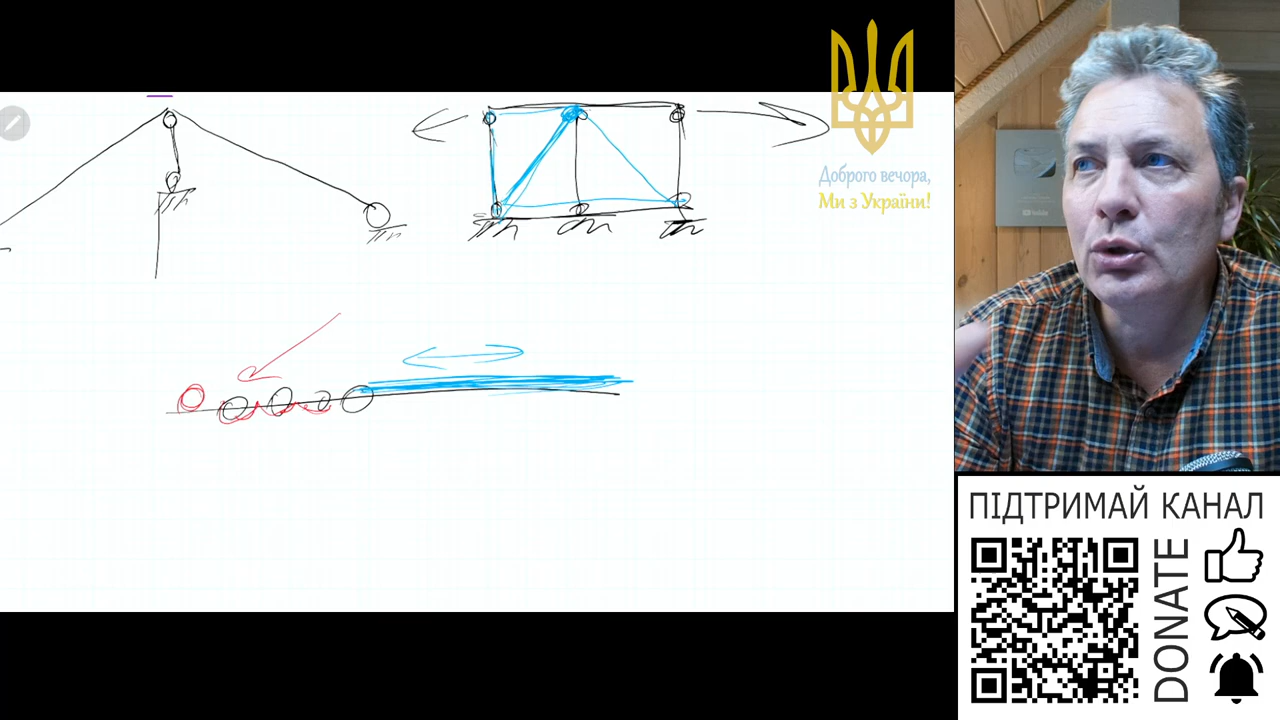 Доброго вечора,
Ми з України!
ПІДТРИМАЙ КАНАЛ
DONATE